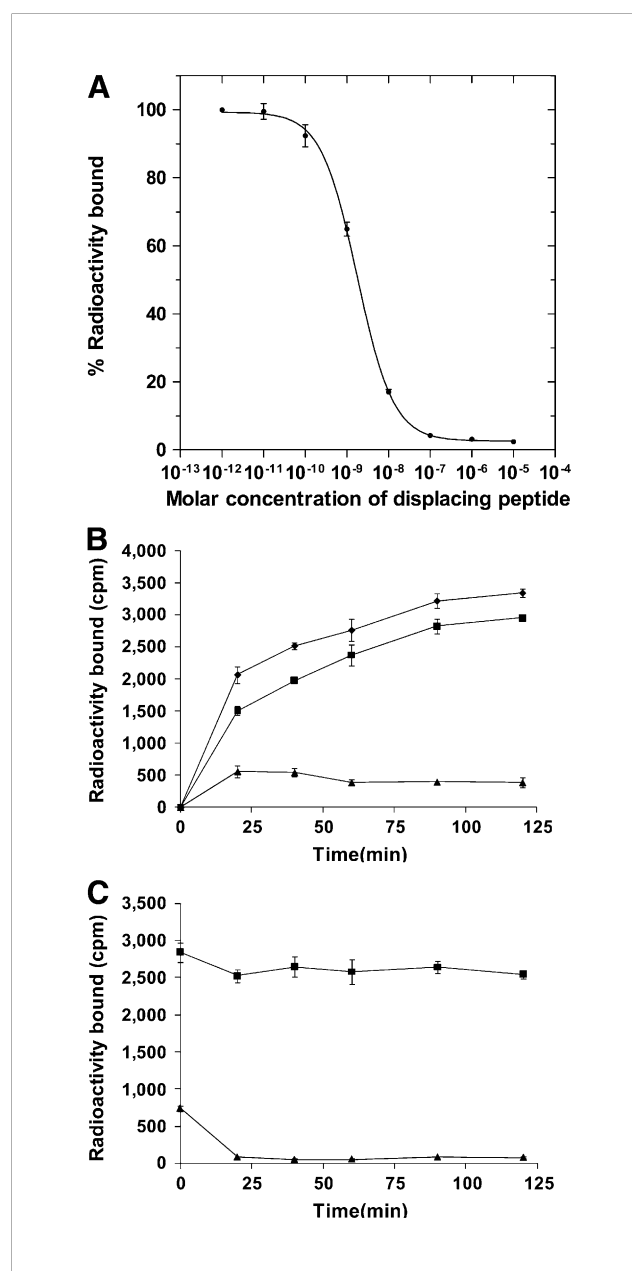 A
% Radioactivity bound
100
80
60
40
20
0
10-13 10-12 10-11 10-10 10-9 10-8 10-7 10-6 10-5 10-4
Molar concentration of displacing peptide
B
Radioactivity bound (cpm)
4,000
3,500
3,000
2,500
2,000
1,500
1,000
500
0
0 25 50 75 100 125
Time(min)
C
Radioactivity bound (cpm)
3,500
3,000
2,500
2,000
1,500
1,000
500
0
0 25 50 75 100 125
Time(min)